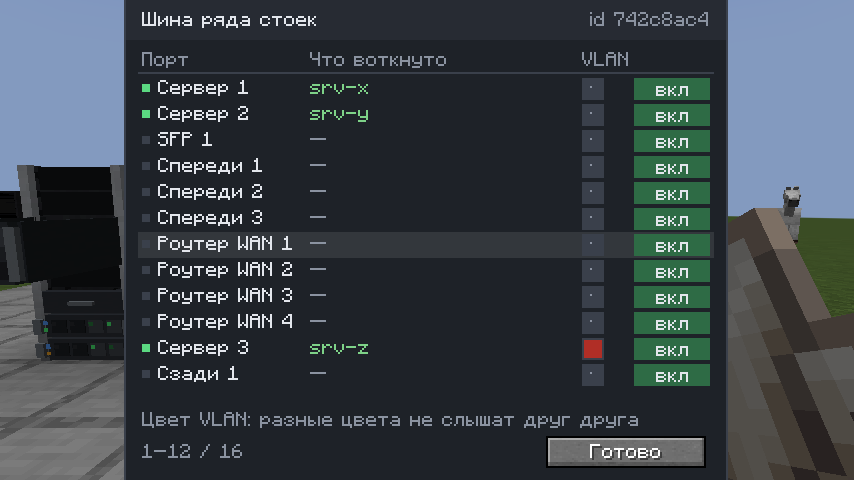 Шина ряда стоек id 742c8ac4
Порт Что воткнуто VLAN
Сервер 1 srv-x вкл
Сервер 2 srv-y вкл
SFP 1 — вкл
Спереди 1 — вкл
Спереди 2 — вкл
Спереди 3 — вкл
Роутер WAN 1 — вкл
Роутер WAN 2 — вкл
Роутер WAN 3 — вкл
Роутер WAN 4 — вкл
Сервер 3 srv-z вкл
Сзади 1 — вкл
Цвет VLAN: разные цвета не слышат друг друга
1—12 / 16 Готово